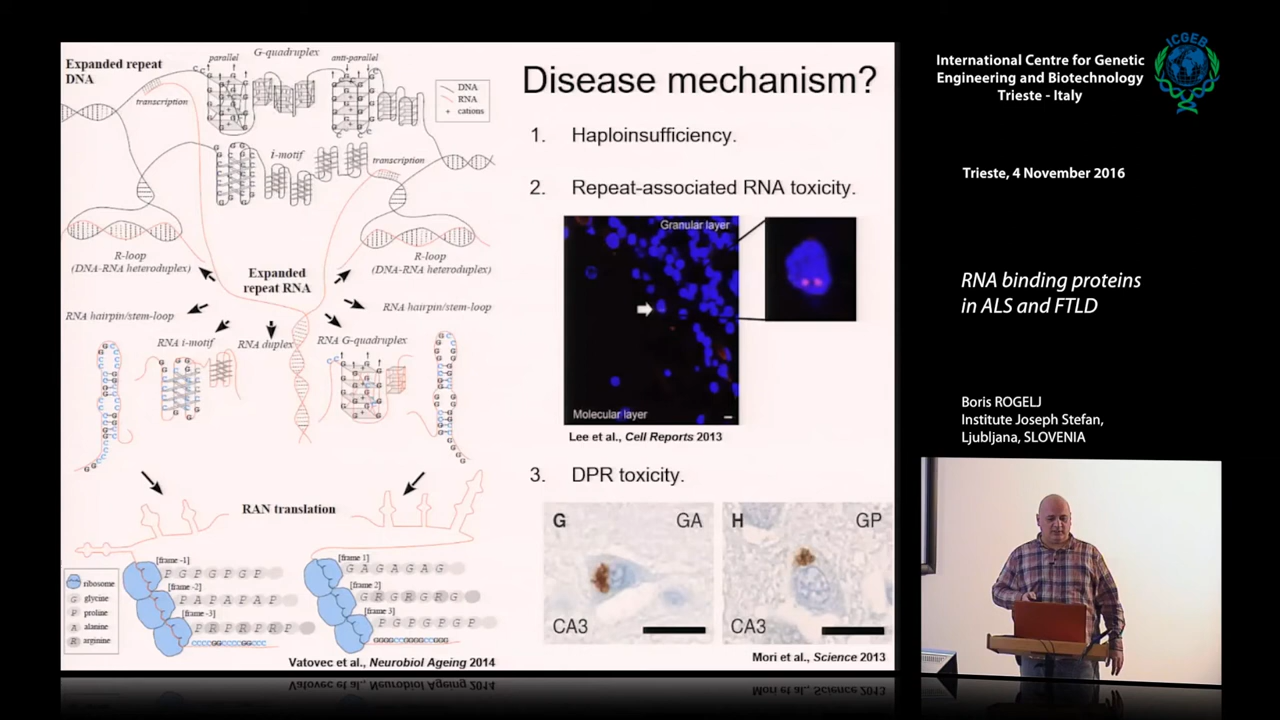 Expanded repeat
DNA
transcription
parallel
G-quadruplex
anti-parallel
DNA
RNA
+ cations
i-motif
transcription
R-loop
(DNA-RNA heteroduplex)
R-loop
(DNA-RNA heteroduplex)
Expanded
repeat RNA
RNA hairpin/stem-loop
RNA hairpin/stem-loop
RNA i-motif
RNA duplex
RNA G-quadruplex
RAN translation
ribosome
G glycine
P proline
A alanine
R arginine
[frame -1]
P G P G P G P
[frame -2]
P A P A P A P
[frame -3]
P R P R P R P
[frame 1]
G A G A G A G
[frame 2]
G R G R G R G
[frame 3]
P G P G P G P
Vatovec et al., Neurobiol Ageing 2014
Disease mechanism?
1. Haploinsufficiency.
2. Repeat-associated RNA toxicity.
Granular layer
Molecular layer
Lee et al., Cell Reports 2013
3. DPR toxicity.
G GA
CA3
H GP
CA3
Mori et al., Science 2013
International Centre for Genetic
Engineering and Biotechnology
Trieste - Italy
ICGEB
Trieste, 4 November 2016
RNA binding proteins
in ALS and FTLD
Boris ROGELJ
Institute Joseph Stefan,
Ljubljana, SLOVENIA